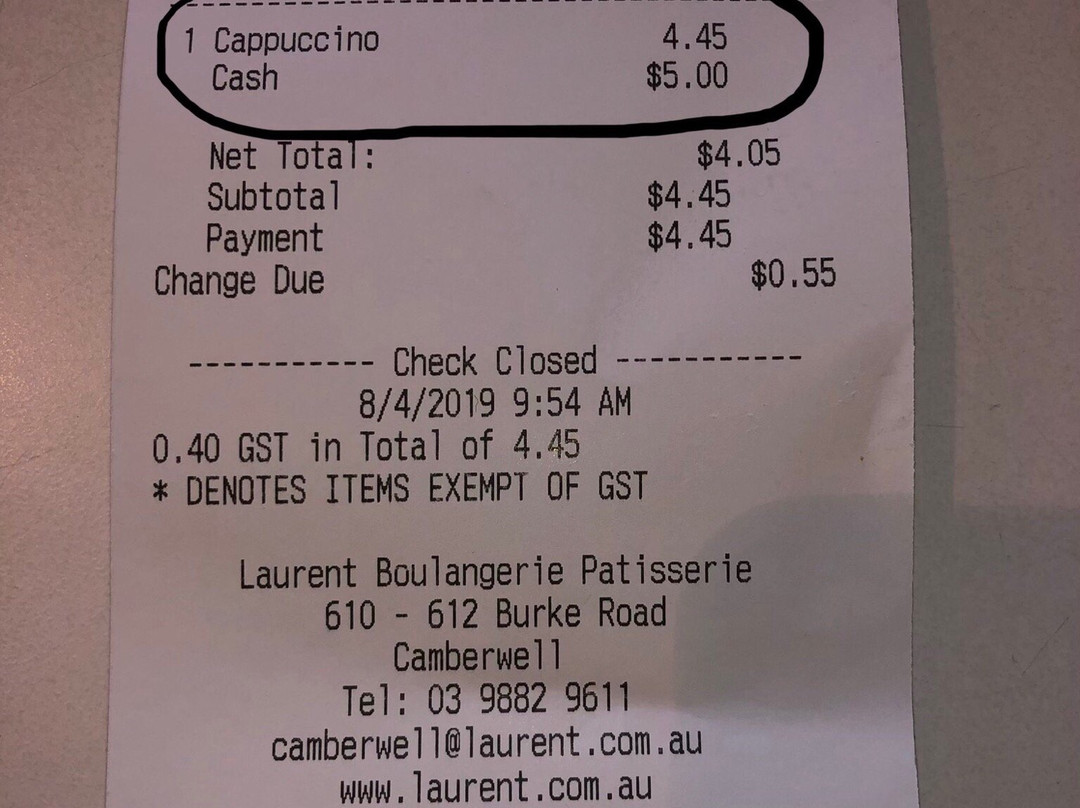 1 Cappuccino 4.45
Cash $5.00
Net Total: $4.05
Subtotal $4.45
Payment $4.45
Change Due $0.55
----------- Check Closed -----------
8/4/2019 9:54 AM
0.40 GST in Total of 4.45
* DENOTES ITEMS EXEMPT OF GST
Laurent Boulangerie Patisserie
610 - 612 Burke Road
Camberwell
Tel: 03 9882 9611
camberwell@laurent.com.au
www.laurent.com.au